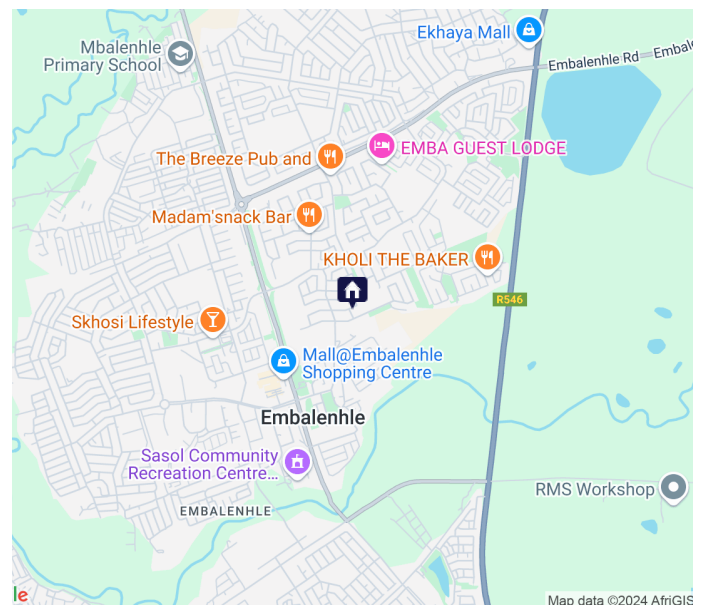 Ekhaya Mall
Mbalenhle
Primary School
Embalenhle Rd
The Breeze Pub and
EMBA GUEST LODGE
Madam'snack Bar
KHOLI THE BAKER
R546
Skhosi Lifestyle
Mall@Embalenhle
Shopping Centre
Embalenhle
Sasol Community
Recreation Centre...
RMS Workshop
EMBALENHLE
Map data ©2024 AfriGIS